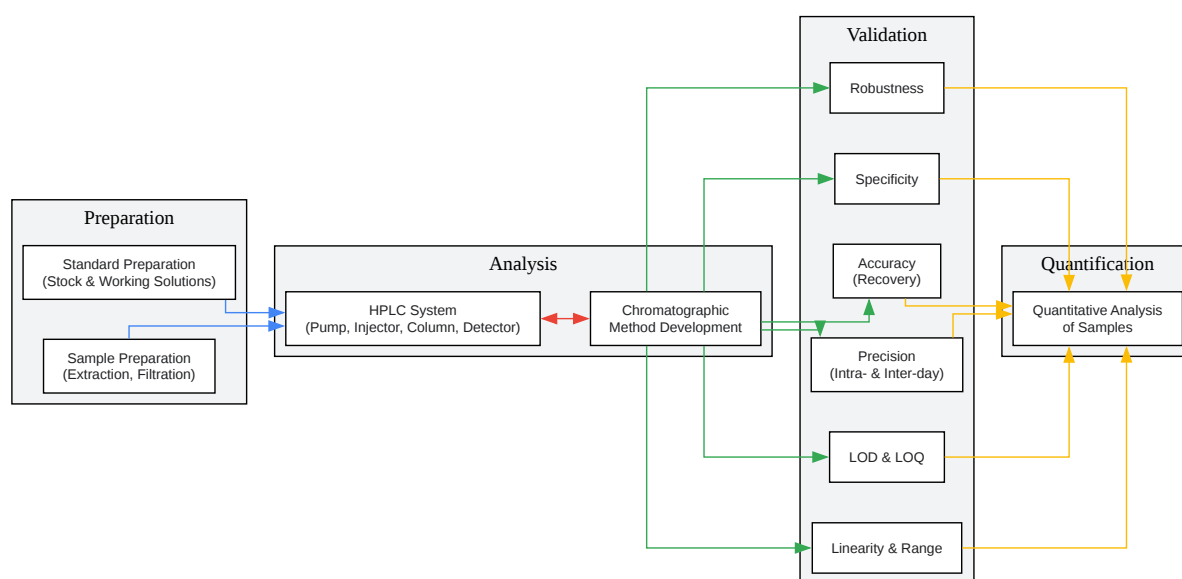 Preparation
Standard Preparation
(Stock & Working Solutions)
Sample Preparation
(Extraction, Filtration)
Analysis
HPLC System
(Pump, Injector, Column, Detector)
Chromatographic
Method Development
Validation
Robustness
Specificity
Accuracy
(Recovery)
Precision
(Intra- & Inter-day)
LOD & LOQ
Linearity & Range
Quantification
Quantitative Analysis
of Samples